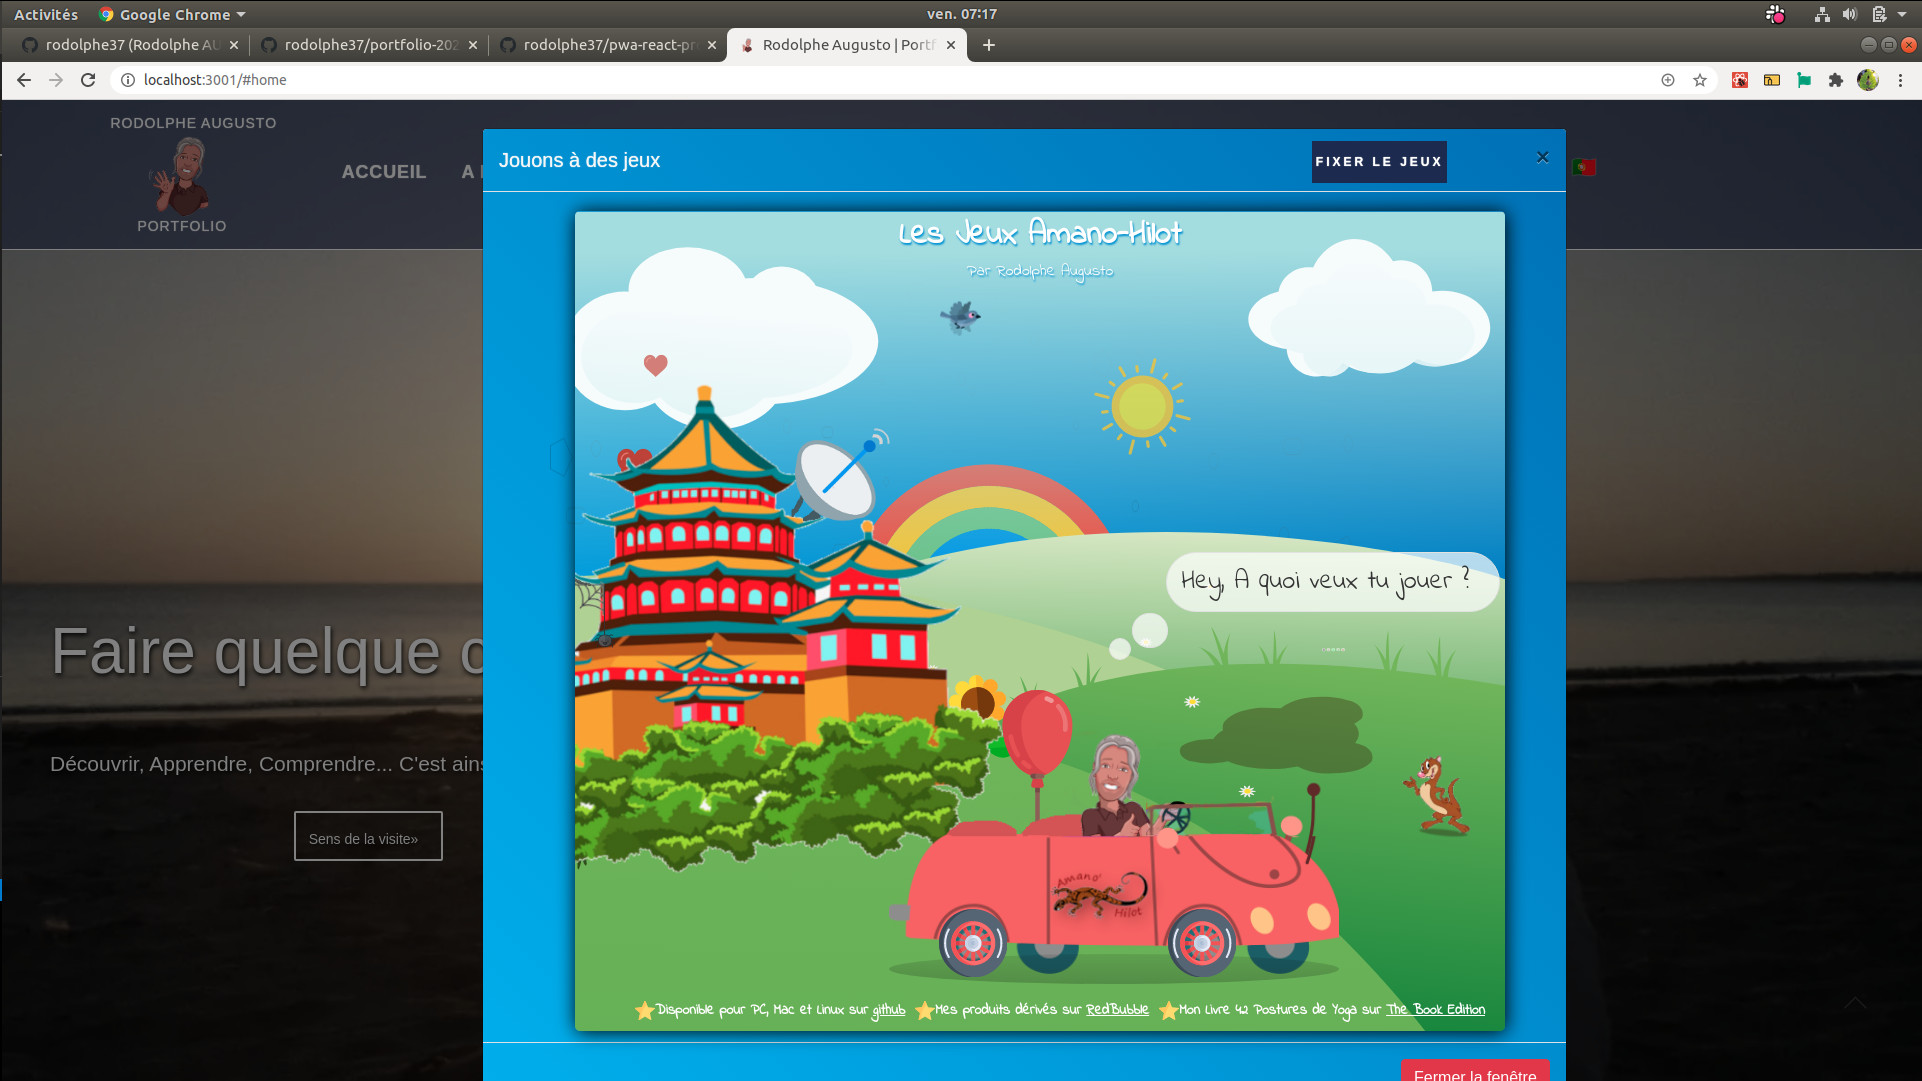 Activités
Google Chrome
ven. 07:17
rodolphe37 (Rodolphe AU
rodolphe37/portfolio-202
rodolphe37/pwa-react-pr
Rodolphe Augusto | Portf
localhost:3001/#home
RODOLPHE AUGUSTO
PORTFOLIO
ACCUEIL
A
Jouons à des jeux
FIXER LE JEUX
Les Jeux Amano-Hilot
Par Rodolphe Augusto
Hey, A quoi veux tu jouer ?
Faire quelque
Découvrir, Apprendre, Comprendre... C'est ains
Sens de la visite»
Amano'
Hilot
Disponible pour PC, Mac et Linux sur github
Mes produits dérivés sur RedBubble
Mon Livre 42 Postures de Yoga sur The Book Edition
Fermer la fenêtre